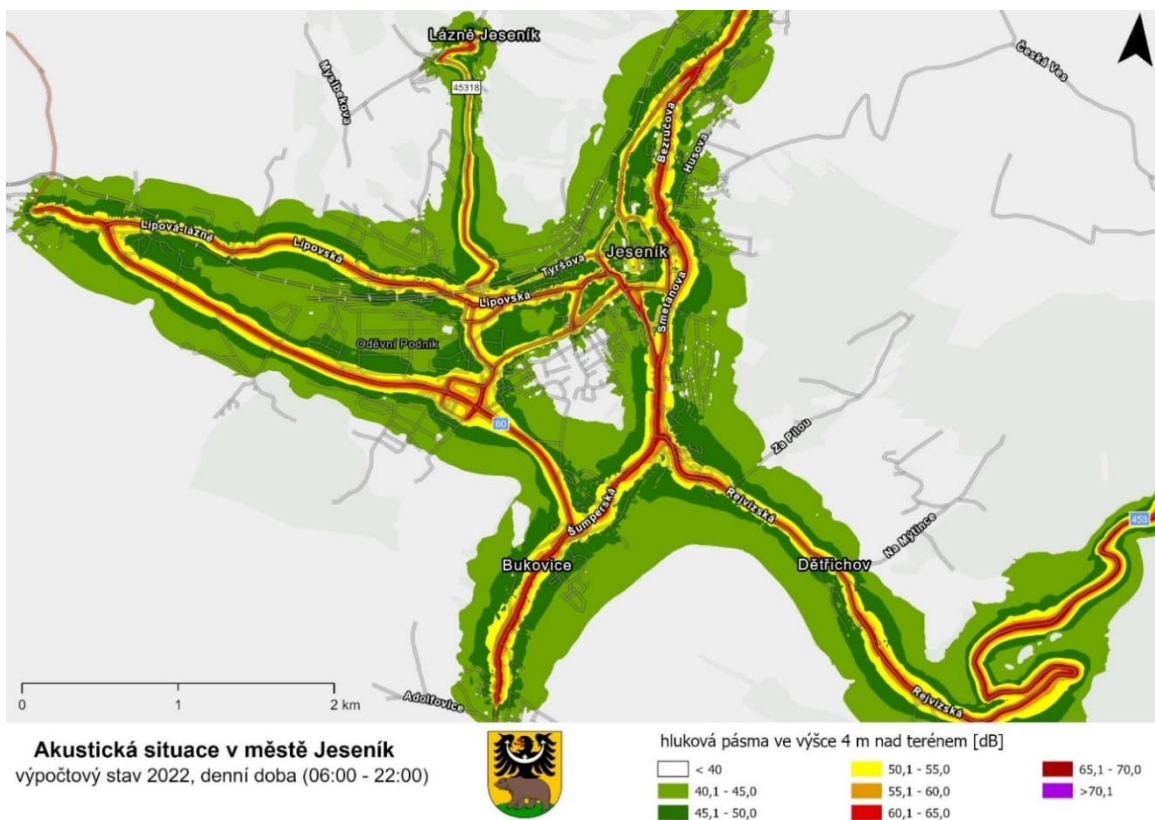 Lázně Jeseník
Česká Ves
Myslbekova
45318
Bezručova
Husova
Lipová-lázně
Lipovská
Tyršova
Jeseník
Lipovská
Smetanova
Oděvní Podnik
60
Za Pilou
Šumperská
Rejvízská
453
Na Mýtince
Bukovice
Dětřichov
Adolfovice
Rejvízská
0 1 2 km
Akustická situace v městě Jeseník
výpočtový stav 2022, denní doba (06:00 - 22:00)
hluková pásma ve výšce 4 m nad terénem [dB]
< 40 50,1 - 55,0 65,1 - 70,0
40,1 - 45,0 55,1 - 60,0 >70,1
45,1 - 50,0 60,1 - 65,0